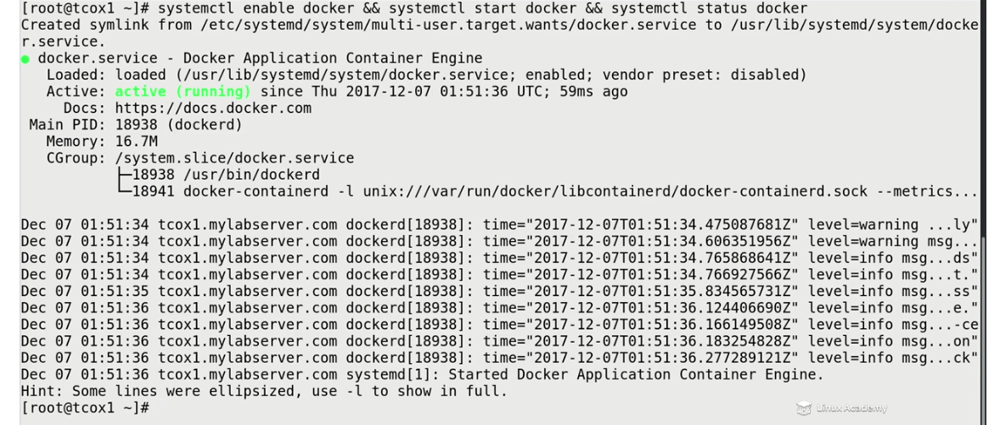 [root@tcox1 ~]# systemctl enable docker && systemctl start docker && systemctl status docker
Created symlink from /etc/systemd/system/multi-user.target.wants/docker.service to /usr/lib/systemd/system/docke
r.service.
● docker.service - Docker Application Container Engine
   Loaded: loaded (/usr/lib/systemd/system/docker.service; enabled; vendor preset: disabled)
   Active: active (running) since Thu 2017-12-07 01:51:36 UTC; 59ms ago
     Docs: https://docs.docker.com
 Main PID: 18938 (dockerd)
   Memory: 16.7M
   CGroup: /system.slice/docker.service
           ├─18938 /usr/bin/dockerd
           └─18941 docker-containerd -l unix:///var/run/docker/libcontainerd/docker-containerd.sock --metrics...

Dec 07 01:51:34 tcox1.mylabserver.com dockerd[18938]: time="2017-12-07T01:51:34.475087681Z" level=warning ...ly"
Dec 07 01:51:34 tcox1.mylabserver.com dockerd[18938]: time="2017-12-07T01:51:34.606351956Z" level=warning msg...
Dec 07 01:51:34 tcox1.mylabserver.com dockerd[18938]: time="2017-12-07T01:51:34.765868641Z" level=info msg...ds"
Dec 07 01:51:34 tcox1.mylabserver.com dockerd[18938]: time="2017-12-07T01:51:34.766927566Z" level=info msg...t."
Dec 07 01:51:35 tcox1.mylabserver.com dockerd[18938]: time="2017-12-07T01:51:35.834565731Z" level=info msg...ss"
Dec 07 01:51:36 tcox1.mylabserver.com dockerd[18938]: time="2017-12-07T01:51:36.124406690Z" level=info msg...e."
Dec 07 01:51:36 tcox1.mylabserver.com dockerd[18938]: time="2017-12-07T01:51:36.166149508Z" level=info msg...-ce
Dec 07 01:51:36 tcox1.mylabserver.com dockerd[18938]: time="2017-12-07T01:51:36.183254828Z" level=info msg...on"
Dec 07 01:51:36 tcox1.mylabserver.com dockerd[18938]: time="2017-12-07T01:51:36.277289121Z" level=info msg...ck"
Dec 07 01:51:36 tcox1.mylabserver.com systemd[1]: Started Docker Application Container Engine.
Hint: Some lines were ellipsized, use -l to show in full.
[root@tcox1 ~]#
Linux Academy